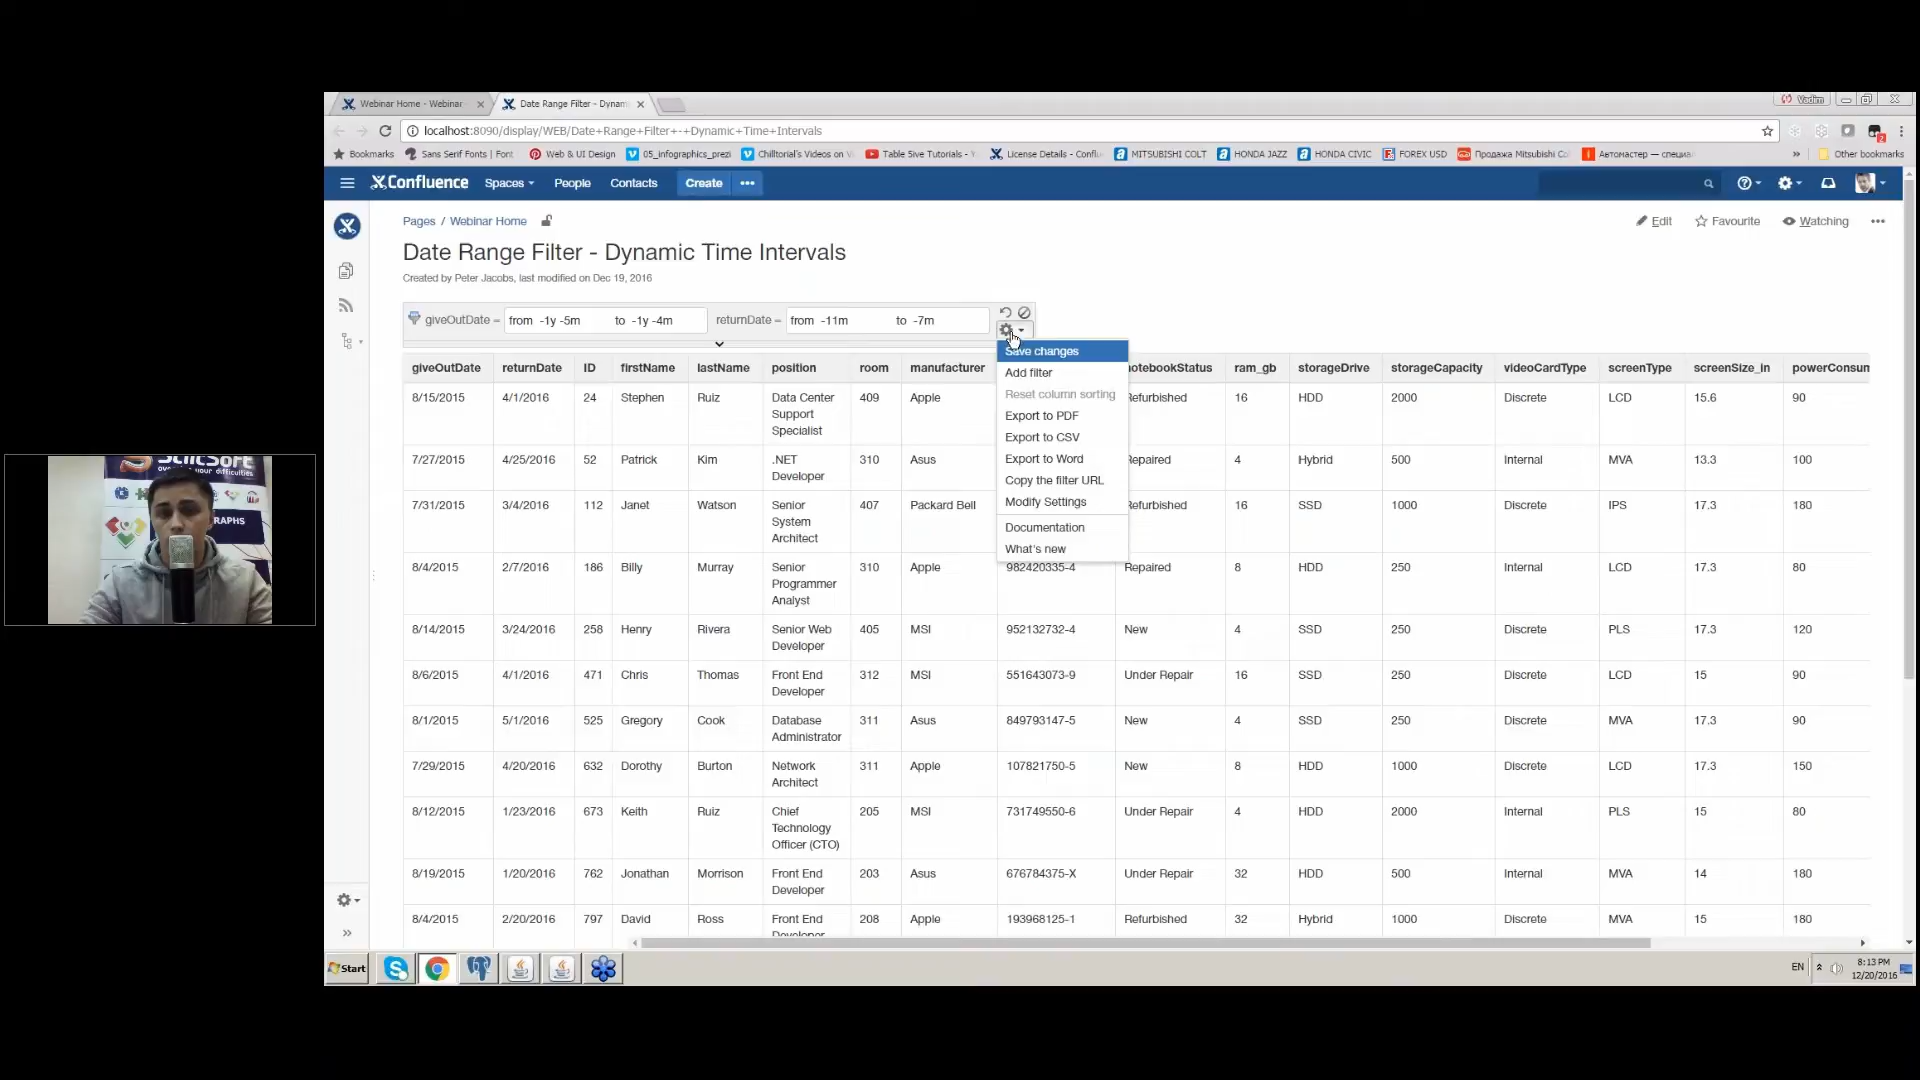 Webinar Home - Webinar
Date Range Filter - Dynam
Vadim
localhost:8090/display/WEB/Date+Range+Filter+-+Dynamic+Time+Intervals
Bookmarks Sans Serif Fonts | Font Web & UI Design 05_infographics_prezi Chilltorial's Videos on Vi Table 5ive Tutorials - Y License Details - Conflu MITSUBISHI COLT HONDA JAZZ HONDA CIVIC FOREX USD Продажа Mitsubishi Co Автомастер — специа » Other bookmarks
Confluence Spaces People Contacts Create •••
Pages / Webinar Home
Edit Favourite Watching •••
Date Range Filter - Dynamic Time Intervals
Created by Peter Jacobs, last modified on Dec 19, 2016
giveOutDate = from -1y -5m to -1y -4m returnDate = from -11m to -7m
Save changes
Add filter
Reset column sorting
Export to PDF
Export to CSV
Export to Word
Copy the filter URL
Modify Settings
Documentation
What's new
giveOutDate returnDate ID firstName lastName position room manufacturer notebookStatus ram_gb storageDrive storageCapacity videoCardType screenType screenSize_in powerConsum
8/15/2015 4/1/2016 24 Stephen Ruiz Data Center Support Specialist 409 Apple Refurbished 16 HDD 2000 Discrete LCD 15.6 90
7/27/2015 4/25/2016 52 Patrick Kim .NET Developer 310 Asus Repaired 4 Hybrid 500 Internal MVA 13.3 100
7/31/2015 3/4/2016 112 Janet Watson Senior System Architect 407 Packard Bell Refurbished 16 SSD 1000 Discrete IPS 17.3 180
8/4/2015 2/7/2016 186 Billy Murray Senior Programmer Analyst 310 Apple 982420335-4 Repaired 8 HDD 250 Internal LCD 17.3 80
8/14/2015 3/24/2016 258 Henry Rivera Senior Web Developer 405 MSI 952132732-4 New 4 SSD 250 Discrete PLS 17.3 120
8/6/2015 4/1/2016 471 Chris Thomas Front End Developer 312 MSI 551643073-9 Under Repair 16 SSD 250 Discrete LCD 15 90
8/1/2015 5/1/2016 525 Gregory Cook Database Administrator 311 Asus 849793147-5 New 4 SSD 250 Discrete MVA 17.3 90
7/29/2015 4/20/2016 632 Dorothy Burton Network Architect 311 Apple 107821750-5 New 8 HDD 1000 Discrete LCD 17.3 150
8/12/2015 1/23/2016 673 Keith Ruiz Chief Technology Officer (CTO) 205 MSI 731749550-6 Under Repair 4 HDD 2000 Internal PLS 15 80
8/19/2015 1/20/2016 762 Jonathan Morrison Front End Developer 203 Asus 676784375-X Under Repair 32 HDD 500 Internal MVA 14 180
8/4/2015 2/20/2016 797 David Ross Front End Developer 208 Apple 193968125-1 Refurbished 32 Hybrid 1000 Discrete MVA 15 180
StiltSoft
difficulties
RAPHS
Start
EN
8:13 PM
12/20/2016